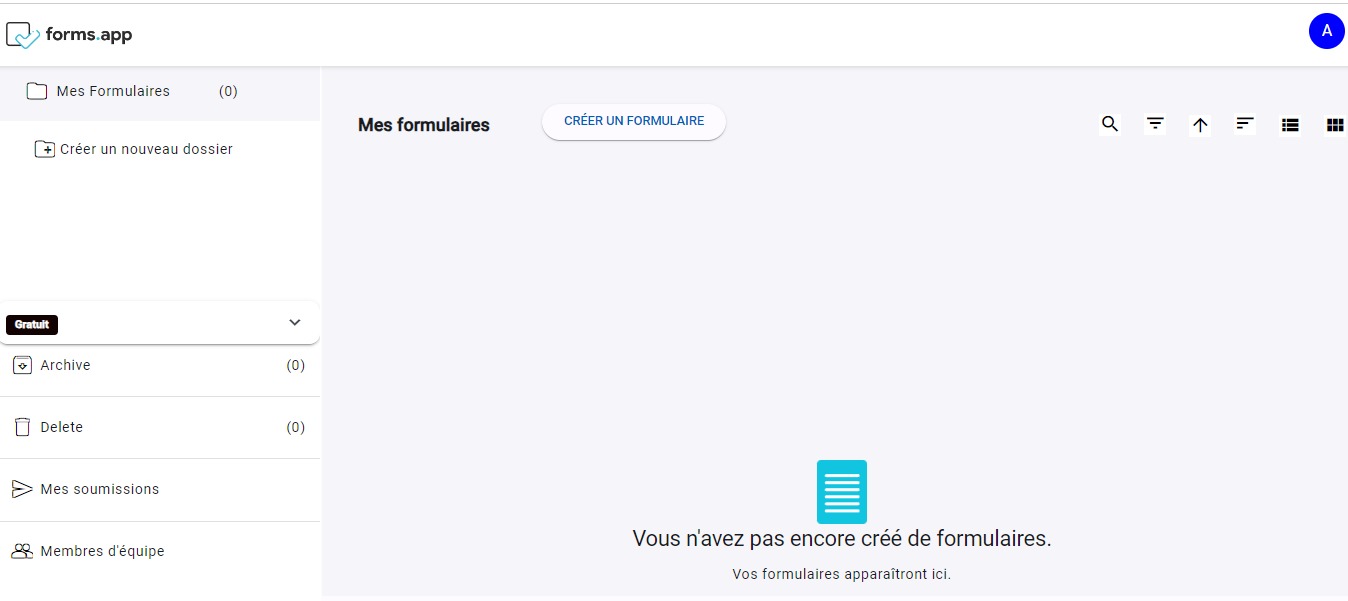 forms.app
A
Mes Formulaires (0)
Créer un nouveau dossier
Mes formulaires
CRÉER UN FORMULAIRE
Gratuit
Archive (0)
Delete (0)
Mes soumissions
Membres d'équipe
Vous n'avez pas encore créé de formulaires.
Vos formulaires apparaîtront ici.